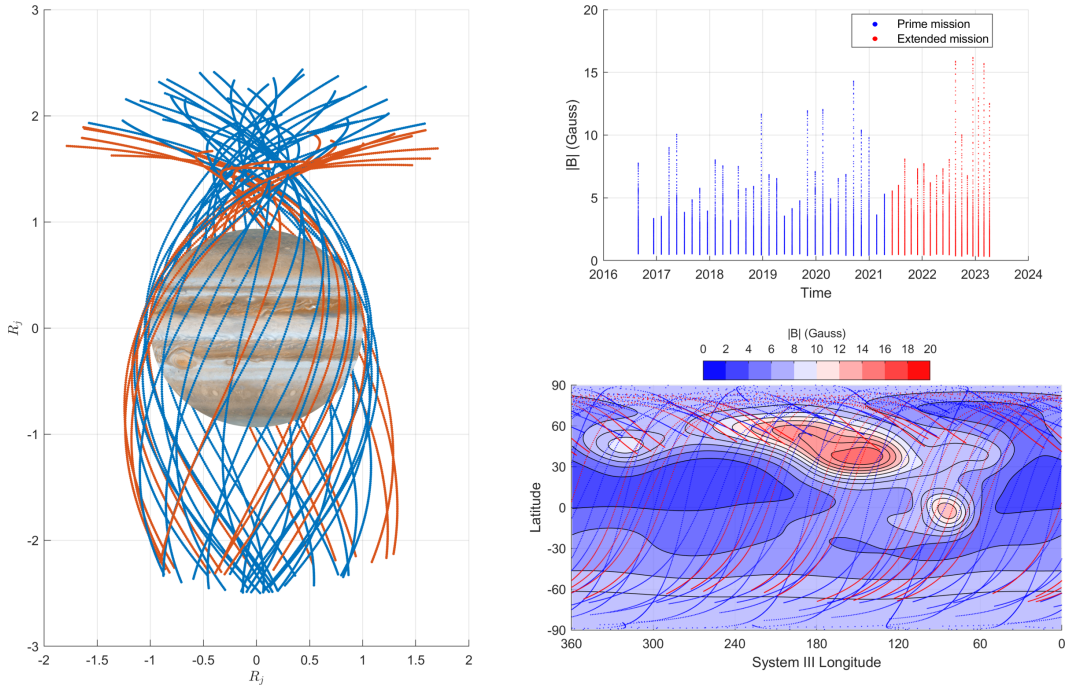 3
2
1
0
-1
-2
-3
-2 -1.5 -1 -0.5 0 0.5 1 1.5 2
R_j
R_j
20
15
10
5
0
|B| (Gauss)
Prime mission
Extended mission
2016 2017 2018 2019 2020 2021 2022 2023 2024
Time
|B| (Gauss)
0 2 4 6 8 10 12 14 16 18 20
90
60
30
0
-30
-60
-90
Latitude
360 300 240 180 120 60 0
System III Longitude